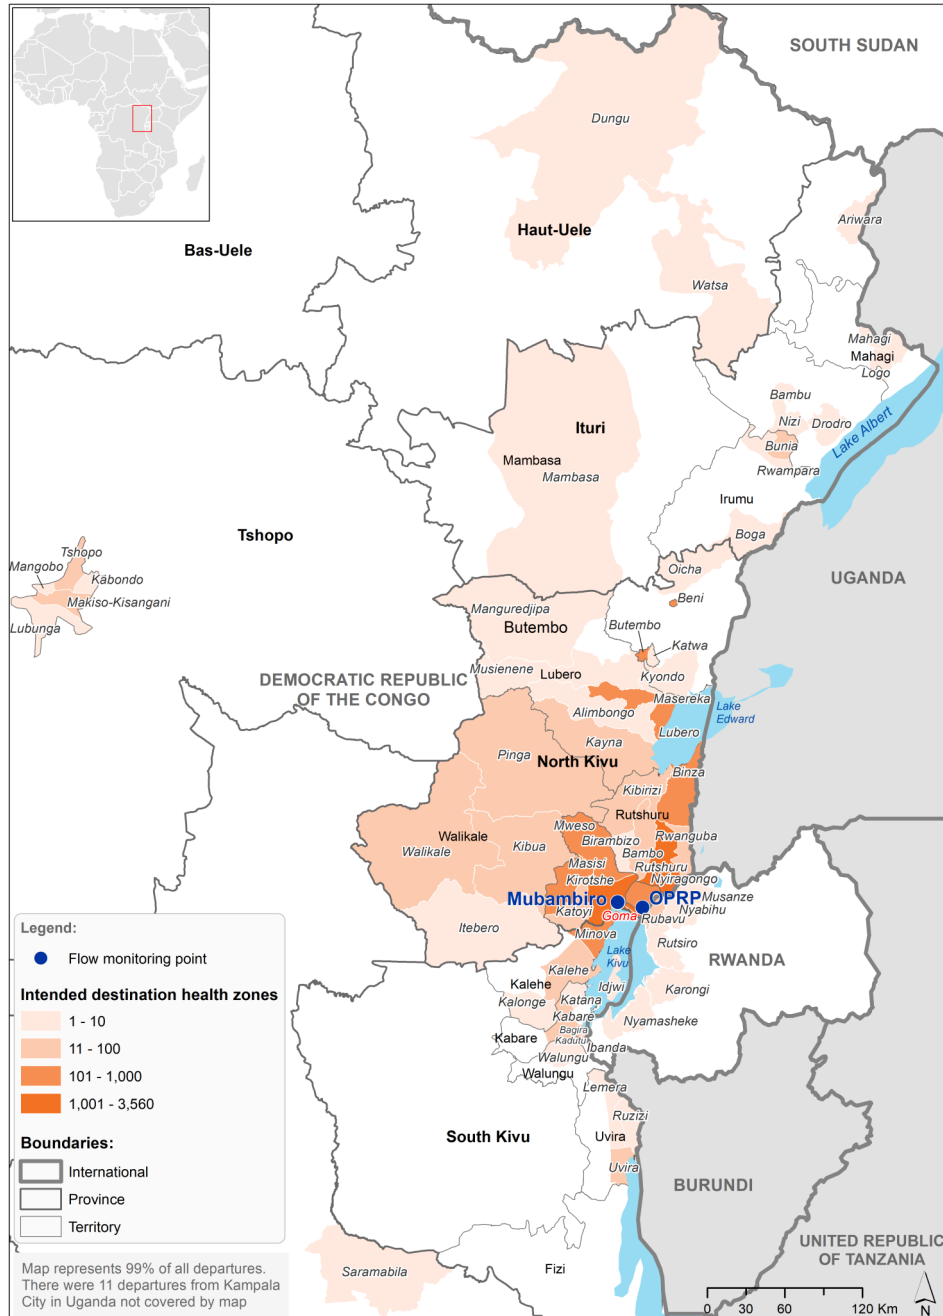 SOUTH SUDAN
Dungu
Ariwara
Haut-Uele
Bas-Uele
Watsa
Mahagi
Mahagi
Logo
Bambu
Nizi
Drodro
Lake Albert
Ituri
Bunia
Mambasa
Mambasa
Rwampara
Irumu
Tshopo
Boga
Tshopo
Mangobo
Kabondo
Makiso-Kisangani
Lubunga
Oicha
UGANDA
Beni
Manguredjipa
Butembo
Butembo
Katwa
Musienene
Lubero
Kyondo
DEMOCRATIC REPUBLIC
OF THE CONGO
Masereka
Alimbongo
Lake
Edward
Lubero
Kayna
Pinga
North Kivu
Binza
Kibirizi
Rutshuru
Mweso
Birambizo
Rwanguba
Walikale
Walikale
Kibua
Bambo
Masisi
Rutshuru
Kirotshe
Nyiragongo
Mubambiro
OPRP
Musanze
Nyabihu
Katoyi
Goma
Rubavu
Itebero
Minova
Rutsiro
Lake
Kivu
RWANDA
Kalehe
Kalehe
Idjwi
Karongi
Kalonge
Katana
Kabare
Nyamasheke
Kabare
Bagira
Kadutu
Ibanda
Walungu
Walungu
Lemera
Ruzizi
South Kivu
Uvira
Uvira
BURUNDI
UNITED REPUBLIC
OF TANZANIA
Saramabila
Fizi
Legend:
Flow monitoring point
Intended destination health zones
1 - 10
11 - 100
101 - 1,000
1,001 - 3,560
Boundaries:
International
Province
Territory
Map represents 99% of all departures.
There were 11 departures from Kampala
City in Uganda not covered by map
0 30 60 120 Km
N